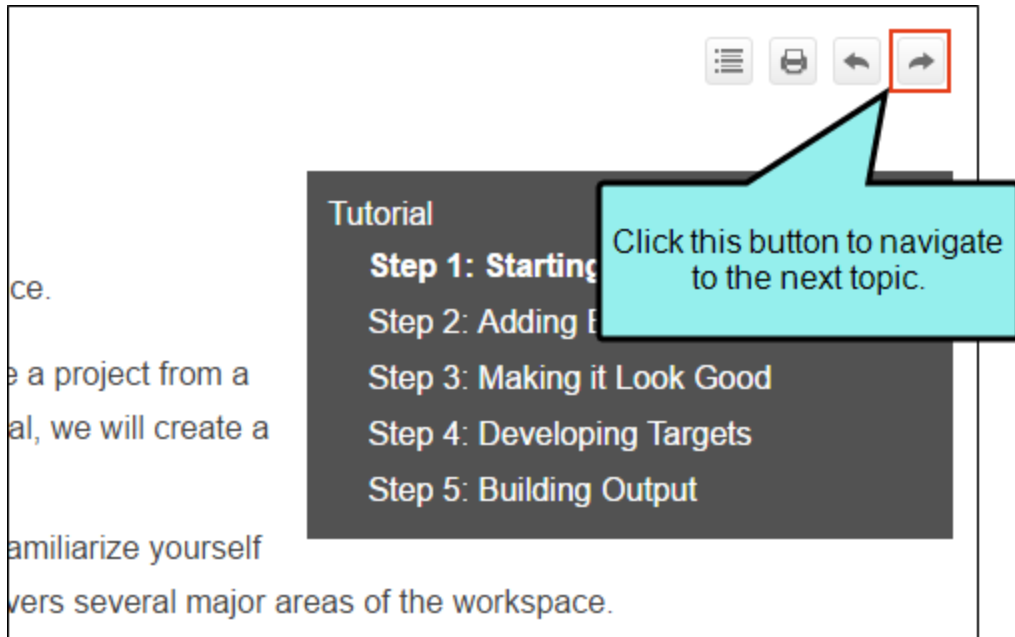 Tutorial
Step 1: Starting
Click this button to navigate
to the next topic.
Step 2: Adding
Step 3: Making it Look Good
Step 4: Developing Targets
Step 5: Building Output
ce.
a project from a
al, we will create a
amiliarize yourself
vers several major areas of the workspace.